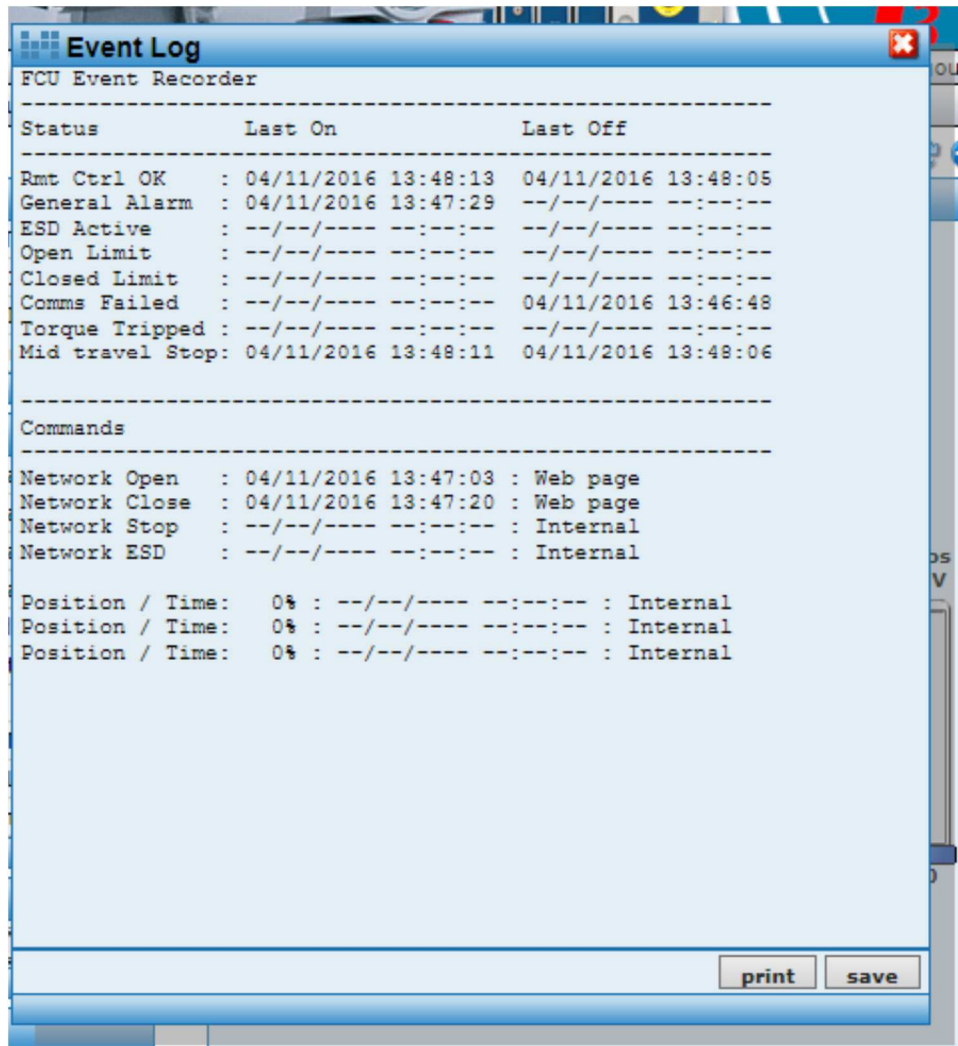 Event Log
FCU Event Recorder
------------------------------------------------------------
Status            Last On               Last Off
------------------------------------------------------------
Rmt Ctrl OK     : 04/11/2016 13:48:13   04/11/2016 13:48:05
General Alarm   : 04/11/2016 13:47:29   --/--/---- --:--:--
ESD Active      : --/--/---- --:--:--   --/--/---- --:--:--
Open Limit      : --/--/---- --:--:--   --/--/---- --:--:--
Closed Limit    : --/--/---- --:--:--   --/--/---- --:--:--
Comms Failed    : --/--/---- --:--:--   04/11/2016 13:46:48
Torque Tripped : --/--/---- --:--:--   --/--/---- --:--:--
Mid travel Stop: 04/11/2016 13:48:11   04/11/2016 13:48:06
------------------------------------------------------------
Commands
------------------------------------------------------------
Network Open    : 04/11/2016 13:47:03 : Web page
Network Close   : 04/11/2016 13:47:20 : Web page
Network Stop    : --/--/---- --:--:-- : Internal
Network ESD     : --/--/---- --:--:-- : Internal
Position / Time:   0% : --/--/---- --:--:-- : Internal
Position / Time:   0% : --/--/---- --:--:-- : Internal
Position / Time:   0% : --/--/---- --:--:-- : Internal
print save